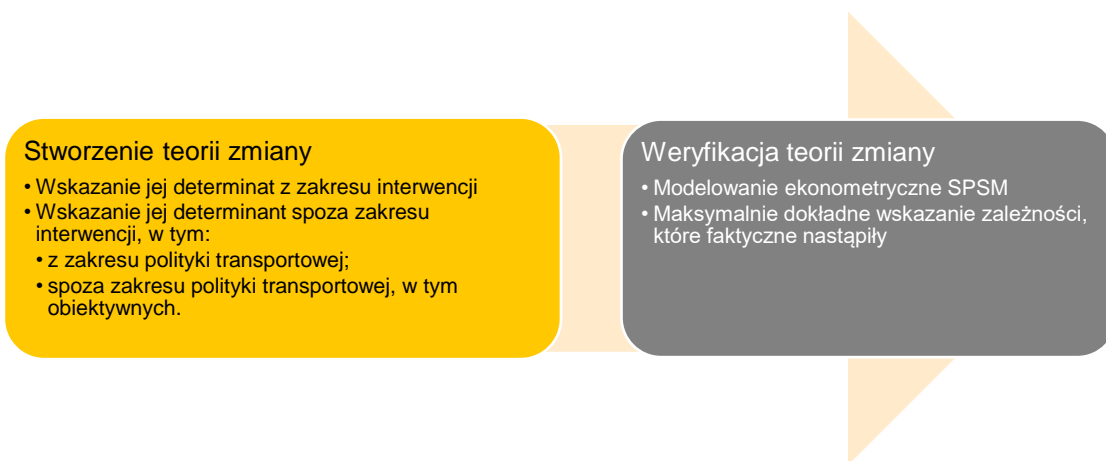 Stworzenie teorii zmiany
• Wskazanie jej determinat z zakresu interwencji
• Wskazanie jej determinant spoza zakresu
interwencji, w tym:
• z zakresu polityki transportowej;
• spoza zakresu polityki transportowej, w tym
obiektywnych.
Weryfikacja teorii zmiany
• Modelowanie ekonometryczne SPSM
• Maksymalnie dokładne wskazanie zależności,
które faktyczne nastąpiły